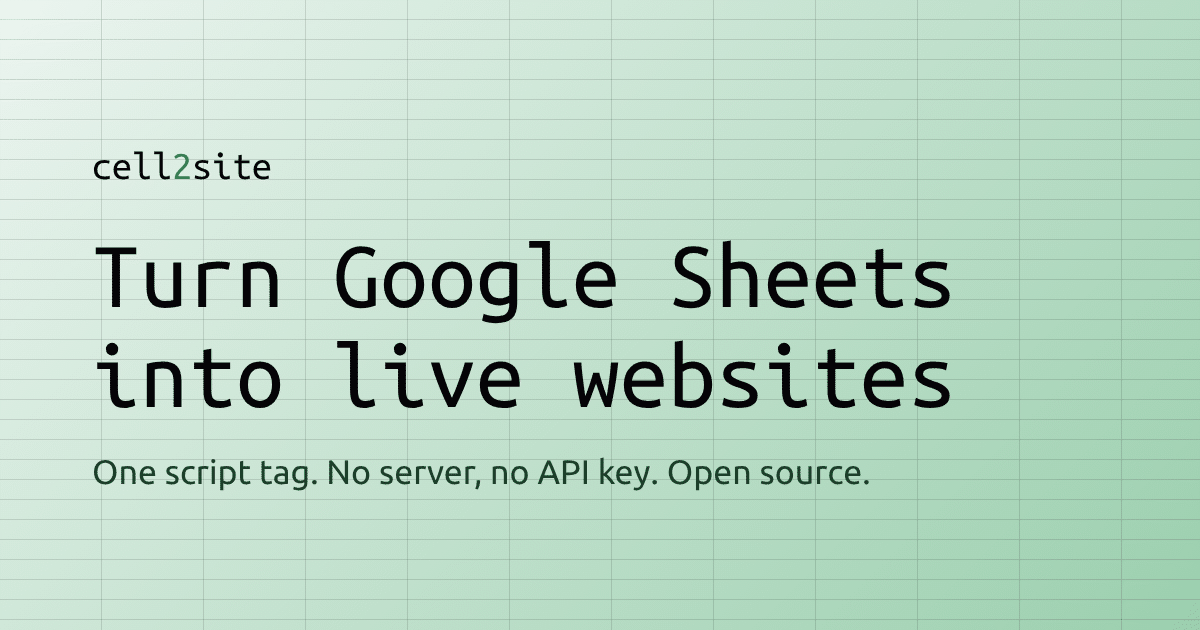 cell2site
Turn Google Sheets
into live websites
One script tag. No server, no API key. Open source.